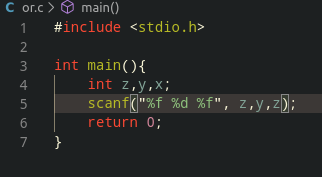 or.c > main()
1 #include <stdio.h>
2
3 int main(){
4 int z,y,x;
5 scanf("%f %d %f", z,y,z);
6 return 0;
7 }